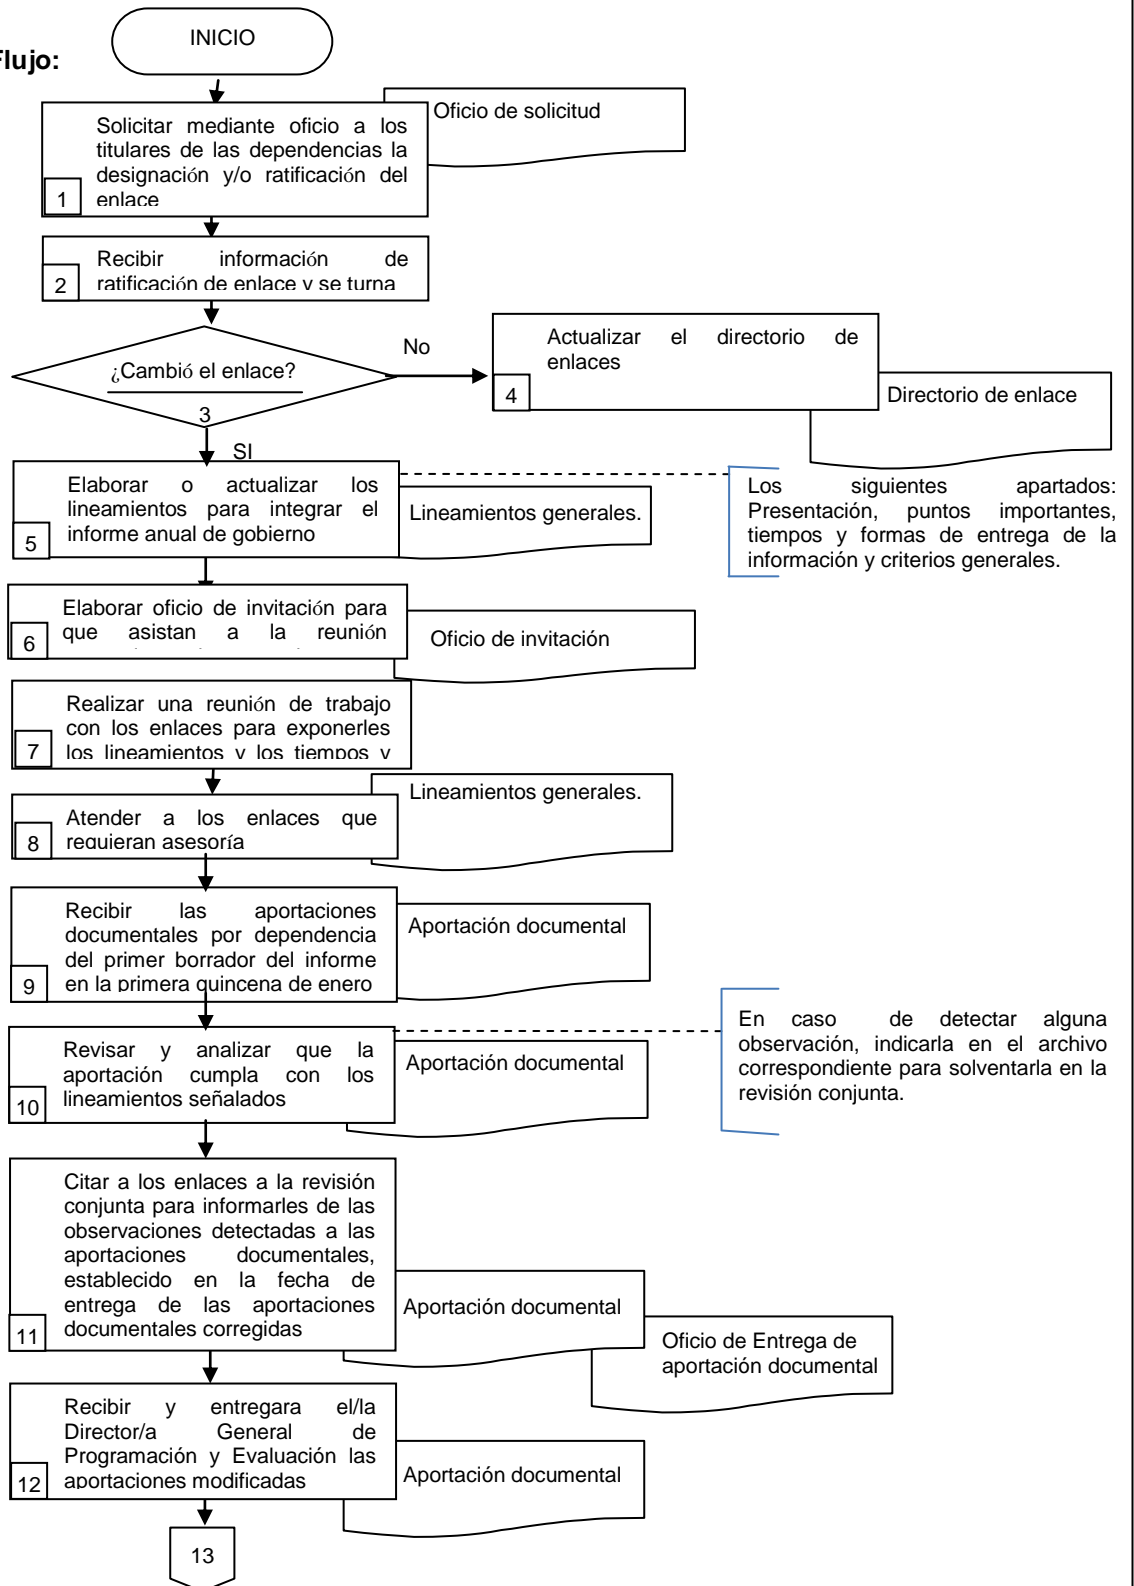 INICIO
Flujo:
Solicitar mediante oficio a los
titulares de las dependencias la
designación y/o ratificación del
enlace
1
Oficio de solicitud
Recibir información de
ratificación de enlace y se turna
2
¿Cambió el enlace?
3
No
SI
Actualizar el directorio de
enlaces
4
Directorio de enlace
Elaborar o actualizar los
lineamientos para integrar el
informe anual de gobierno
5
Lineamientos generales.
Los siguientes apartados:
Presentación, puntos importantes,
tiempos y formas de entrega de la
información y criterios generales.
Elaborar oficio de invitación para
que asistan a la reunión
6
Oficio de invitación
Realizar una reunión de trabajo
con los enlaces para exponerles
los lineamientos y los tiempos y
7
Atender a los enlaces que
requieran asesoría
8
Lineamientos generales.
Recibir las aportaciones
documentales por dependencia
del primer borrador del informe
en la primera quincena de enero
9
Aportación documental
Revisar y analizar que la
aportación cumpla con los
lineamientos señalados
10
Aportación documental
En caso de detectar alguna
observación, indicarla en el archivo
correspondiente para solventarla en la
revisión conjunta.
Citar a los enlaces a la revisión
conjunta para informarles de las
observaciones detectadas a las
aportaciones documentales,
establecido en la fecha de
entrega de las aportaciones
documentales corregidas
11
Aportación documental
Oficio de Entrega de
aportación documental
Recibir y entregara el/la
Director/a General de
Programación y Evaluación las
aportaciones modificadas
12
Aportación documental
13